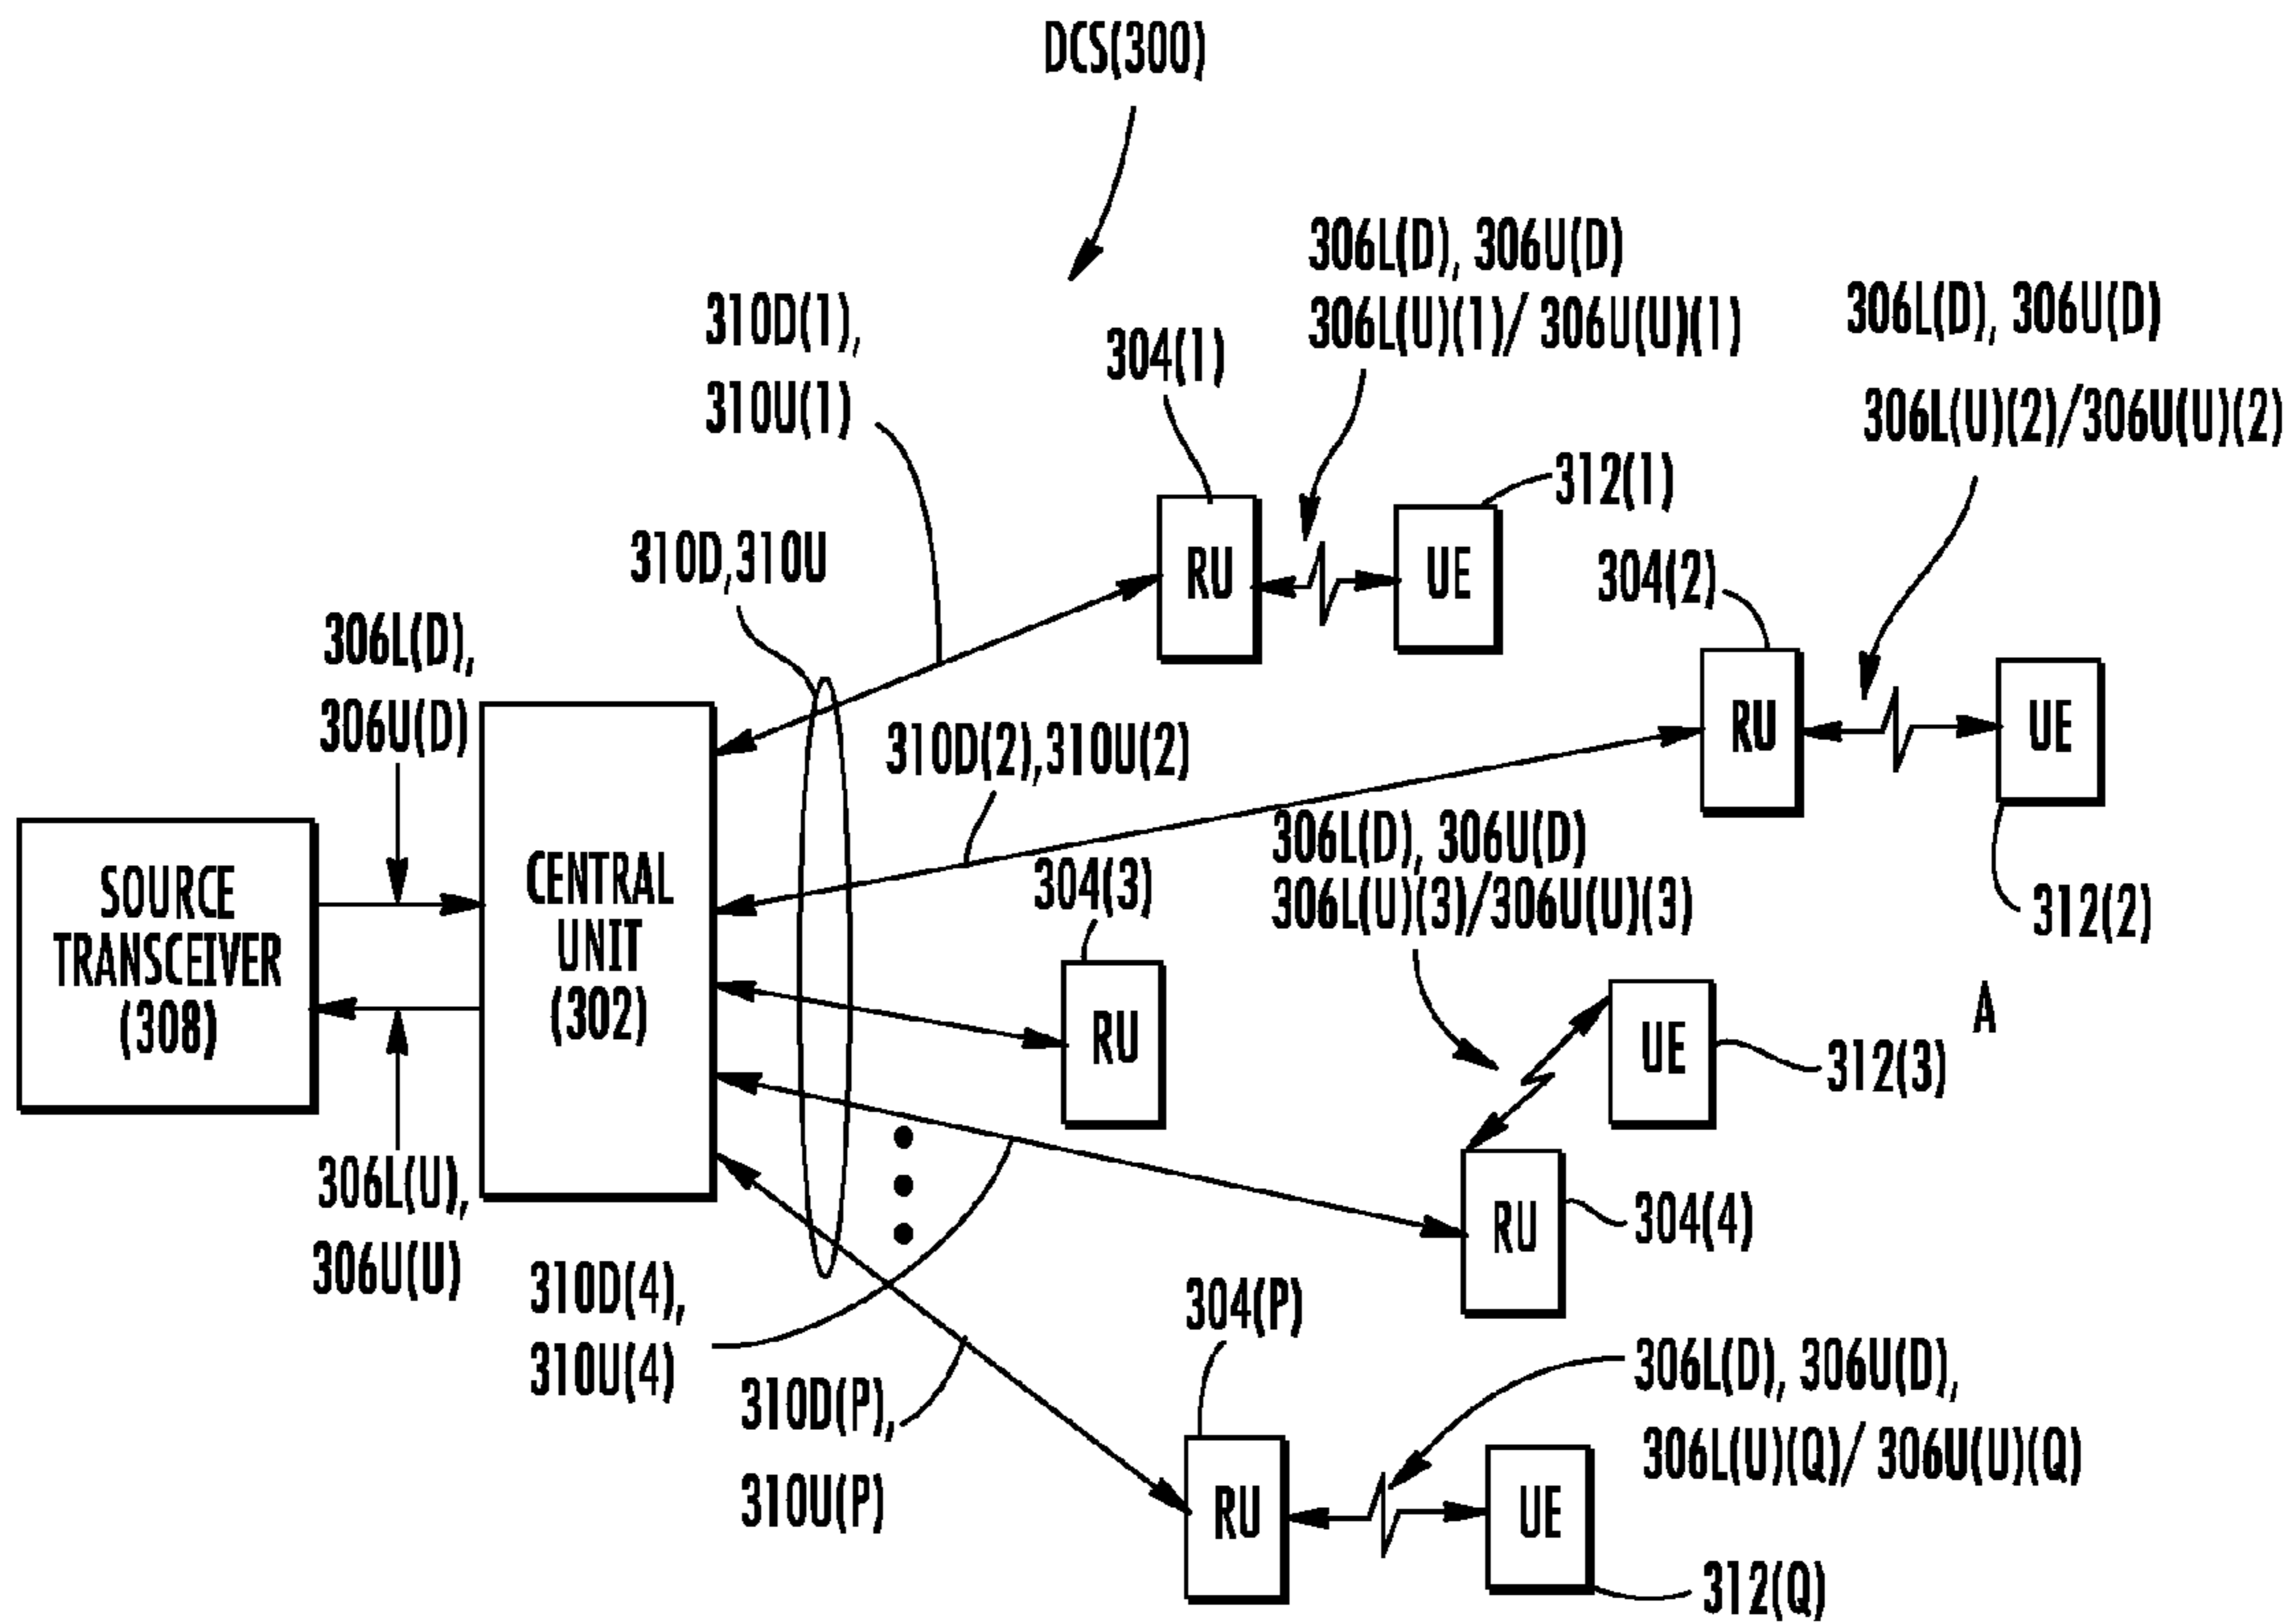 DCS(300)
306L(D), 306U(D)
306L(U)(1)/ 306U(U)(1)
306L(D), 306U(D)
306L(U)(2)/306U(U)(2)
310D(1),
310U(1)
304(1)
312(1)
RU
UE
310D,310U
304(2)
306L(D),
306U(D)
RU
UE
310D(2),310U(2)
312(2)
306L(D), 306U(D)
306L(U)(3)/306U(U)(3)
304(3)
SOURCE
TRANSCEIVER
(308)
CENTRAL
UNIT
(302)
RU
UE
A
312(3)
306L(U),
306U(U)
RU
304(4)
310D(4),
310U(4)
304(P)
310D(P),
310U(P)
306L(D), 306U(D),
306L(U)(Q)/ 306U(U)(Q)
RU
UE
312(Q)